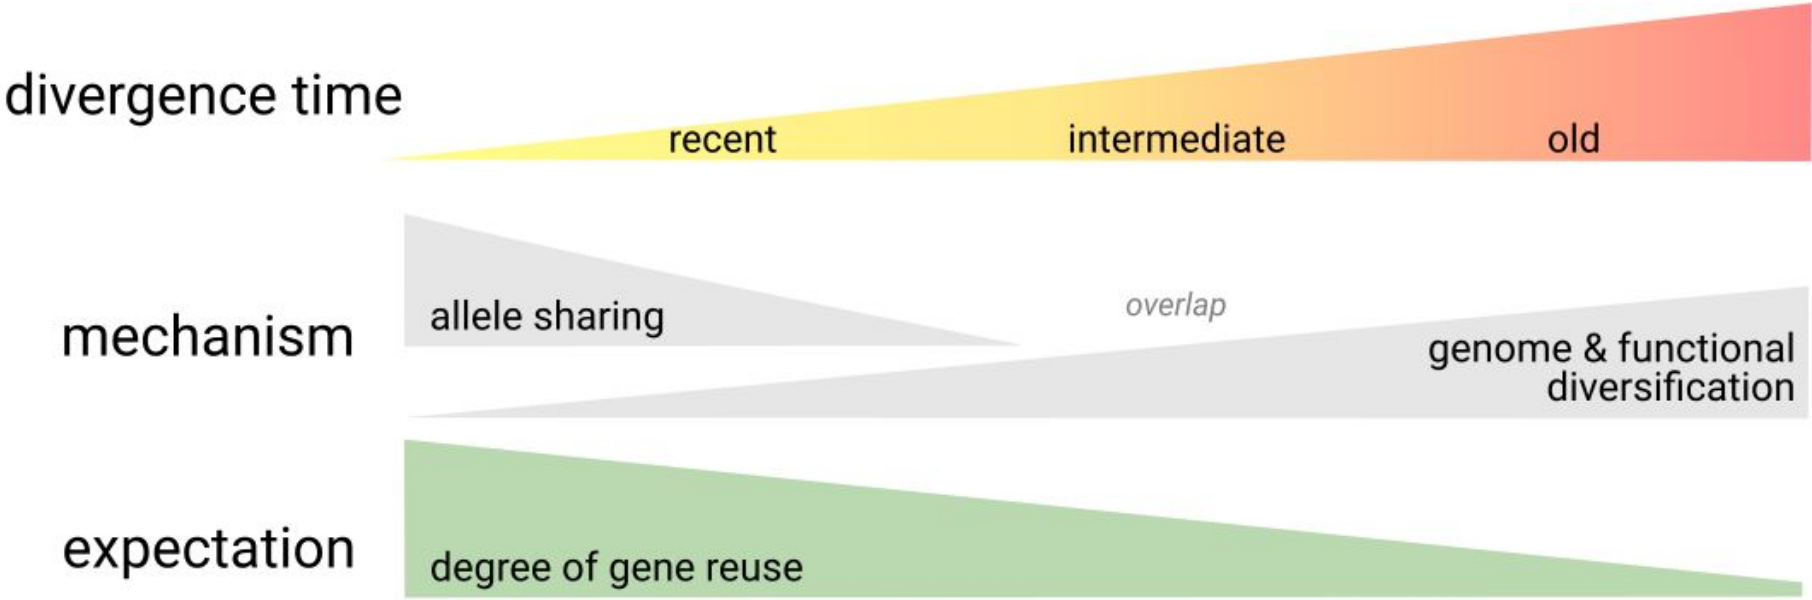 divergence time
recent
intermediate
old
mechanism
allele sharing
overlap
genome & functional
diversification
expectation
degree of gene reuse